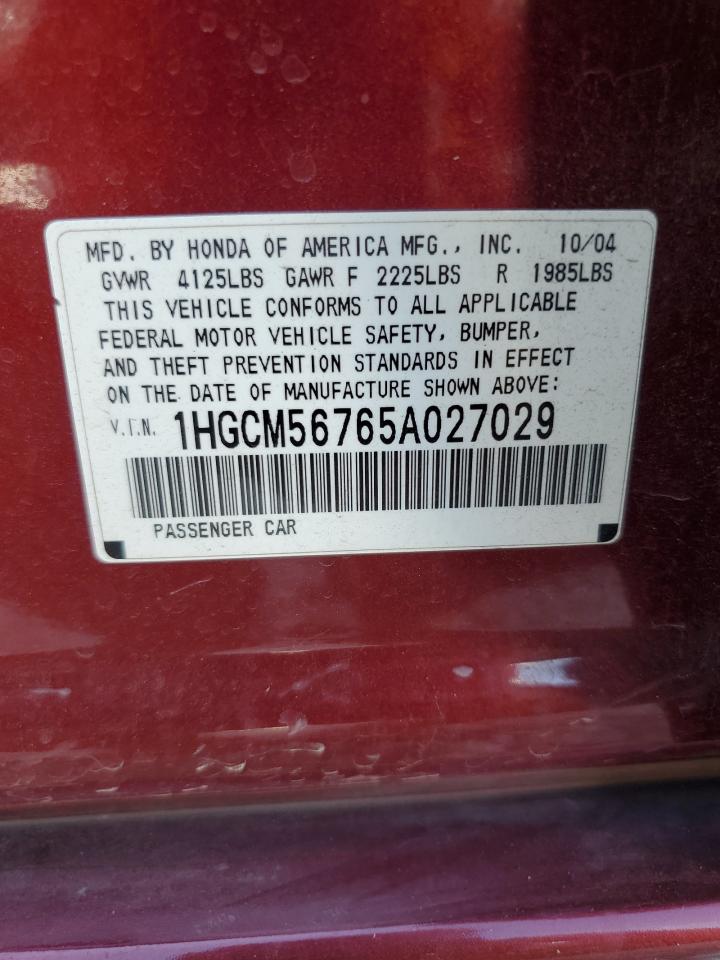 MFD. BY HONDA OF AMERICA MFG., INC. 10/04
GVWR 4125LBS GAWR F 2225LBS R 1985LBS
THIS VEHICLE CONFORMS TO ALL APPLICABLE
FEDERAL MOTOR VEHICLE SAFETY, BUMPER,
AND THEFT PREVENTION STANDARDS IN EFFECT
ON THE DATE OF MANUFACTURE SHOWN ABOVE:
V.I.N. 1HGCM56765A027029
PASSENGER CAR